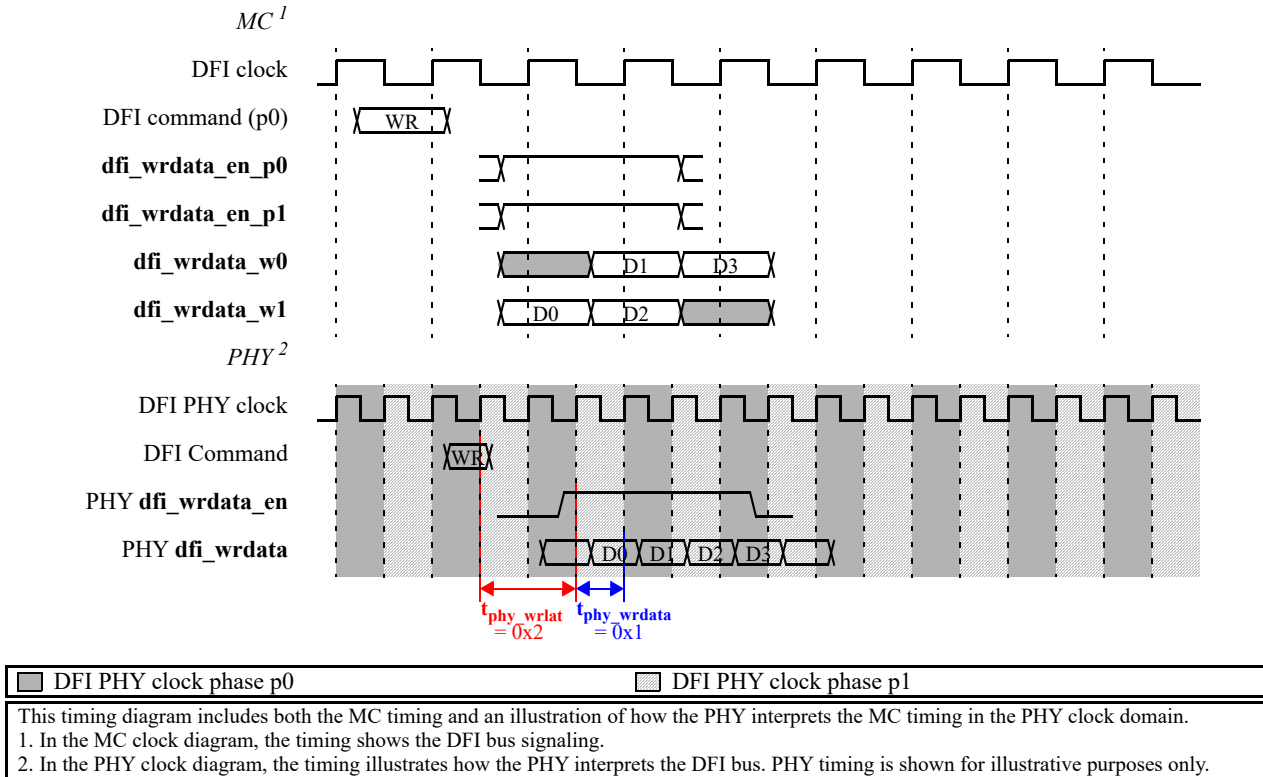 MC 1
DFI clock
DFI command (p0) WR
dfi_wrdata_en_p0
dfi_wrdata_en_p1
dfi_wrdata_w0 D1 D3
dfi_wrdata_w1 D0 D2
PHY 2
DFI PHY clock
DFI Command WR
PHY dfi_wrdata_en
PHY dfi_wrdata D0 D1 D2 D3
tphy_wrlat tphy_wrdata
= 0x2 = 0x1
DFI PHY clock phase p0 DFI PHY clock phase p1
This timing diagram includes both the MC timing and an illustration of how the PHY interprets the MC timing in the PHY clock domain.
1. In the MC clock diagram, the timing shows the DFI bus signaling.
2. In the PHY clock diagram, the timing illustrates how the PHY interprets the DFI bus. PHY timing is shown for illustrative purposes only.